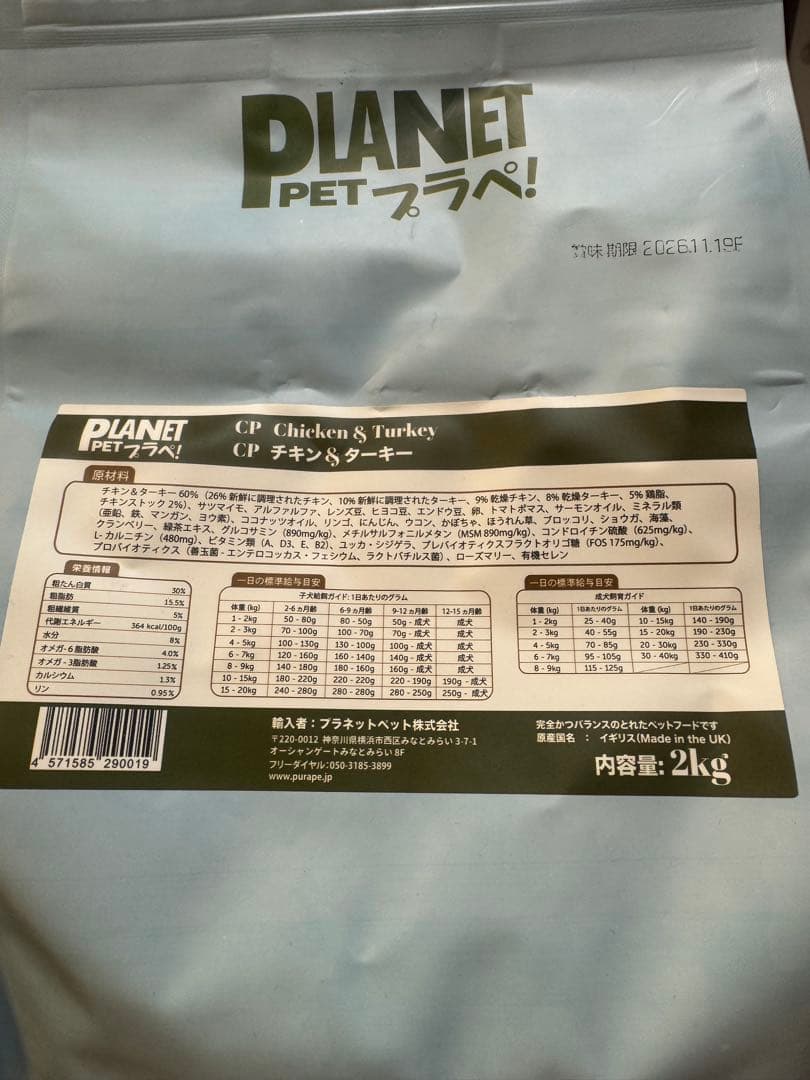 PLANET
PET プラペ!
賞味期限 2026.11.19F
PLANET
PET プラペ!
CP Chicken & Turkey
CP チキン & ターキー
原材料
チキン&ターキー 60%（26% 新鮮に調理されたチキン、10% 新鮮に調理されたターキー、9% 乾燥チキン、8% 乾燥ターキー、5% 鶏脂、
チキンストック 2%）、サツマイモ、アルファルファ、レンズ豆、ヒヨコ豆、エンドウ豆、卵、トマトポマス、サーモンオイル、ミネラル類
（亜鉛、鉄、マンガン、ヨウ素）、ココナッツオイル、リンゴ、にんじん、ウコン、かぼちゃ、ほうれん草、ブロッコリ、ショウガ、海藻、
クランベリー、緑茶エキス、グルコサミン（890mg/kg）、メチルサルフォニルメタン（MSM 890mg/kg）、コンドロイチン硫酸（625mg/kg）、
L- カルニチン（480mg）、ビタミン類（A、D3、E、B2）、ユッカ・シジゲラ、プレバイオティクスフラクトオリゴ糖（FOS 175mg/kg）、
プロバイオティクス（善玉菌 - エンテロコッカス・フェシウム、ラクトバチルス菌）、ローズマリー、有機セレン
栄養情報
粗たん白質 30%
粗脂肪 15.5%
粗繊維質 5%
代謝エネルギー 364 kcal/100g
水分 8%
オメガ- 6 脂肪酸 4.0%
オメガ - 3脂肪酸 1.25%
カルシウム 1.3%
リン 0.95%
一日の標準給与目安
子犬給餌ガイド: 1日あたりのグラム
体重 (kg) 2-6 ヵ月齢 6-9 ヵ月齢 9-12 ヵ月齢 12-15 ヵ月齢
1 - 2kg 50 - 80g 80 - 50g 50g - 成犬 成犬
2 - 3kg 70 - 100g 100 - 70g 70g - 成犬 成犬
4 - 5kg 100 - 130g 130 - 100g 100g - 成犬 成犬
6 - 7kg 120 - 160g 160 - 140g 140g - 成犬 成犬
8 - 9kg 140 - 180g 180 - 160g 160g - 成犬 成犬
10 - 15kg 180 - 220g 220 - 220g 220 - 190g 190g - 成犬
15 - 20kg 240 - 280g 280 - 280g 280 - 250g 250g - 成犬
一日の標準給与目安
成犬飼育ガイド
体重 (kg) 1日あたりのグラム 体重 (kg) 1日あたりのグラム
1 - 2kg 25 - 40g 10 - 15kg 140 - 190g
2 - 3kg 40 - 55g 15 - 20kg 190 - 230g
4 - 5kg 70 - 85g 20 - 30kg 230 - 330g
6 - 7kg 95 - 105g 30 - 40kg 330 - 410g
8 - 9kg 115 - 125g
4 571585 290019
輸入者：プラネットペット株式会社
〒220-0012 神奈川県横浜市西区みなとみらい 3-7-1
オーシャンゲートみなとみらい 8F
フリーダイヤル：050-3185-3899
www.purape.jp
完全かつバランスのとれたペットフードです
原産国名 ： イギリス(Made in the UK)
内容量: 2kg